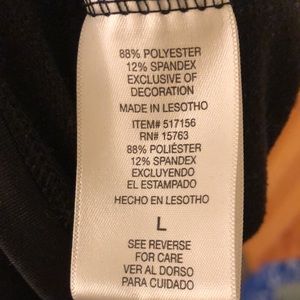 88% POLYESTER
12% SPANDEX
EXCLUSIVE OF
DECORATION
MADE IN LESOTHO
ITEM# 517156
RN# 15763
88% POLIÉSTER
12% SPANDEX
EXCLUYENDO
EL ESTAMPADO
HECHO EN LESOTHO
L
SEE REVERSE
FOR CARE
VER AL DORSO
PARA CUIDADO